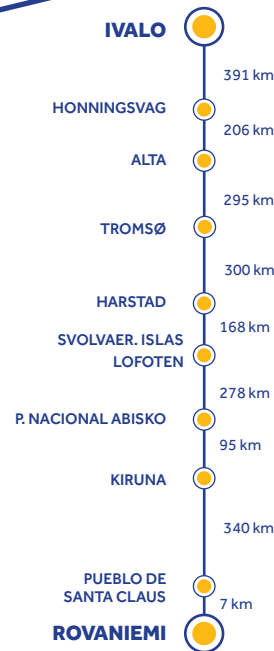 IVALO
391 km
HONNINGSVAG
206 km
ALTA
295 km
TROMSØ
300 km
HARSTAD
168 km
SVOLVAER. ISLAS
LOFOTEN
278 km
P. NACIONAL ABISKO
95 km
KIRUNA
340 km
PUEBLO DE
SANTA CLAUS
7 km
ROVANIEMI